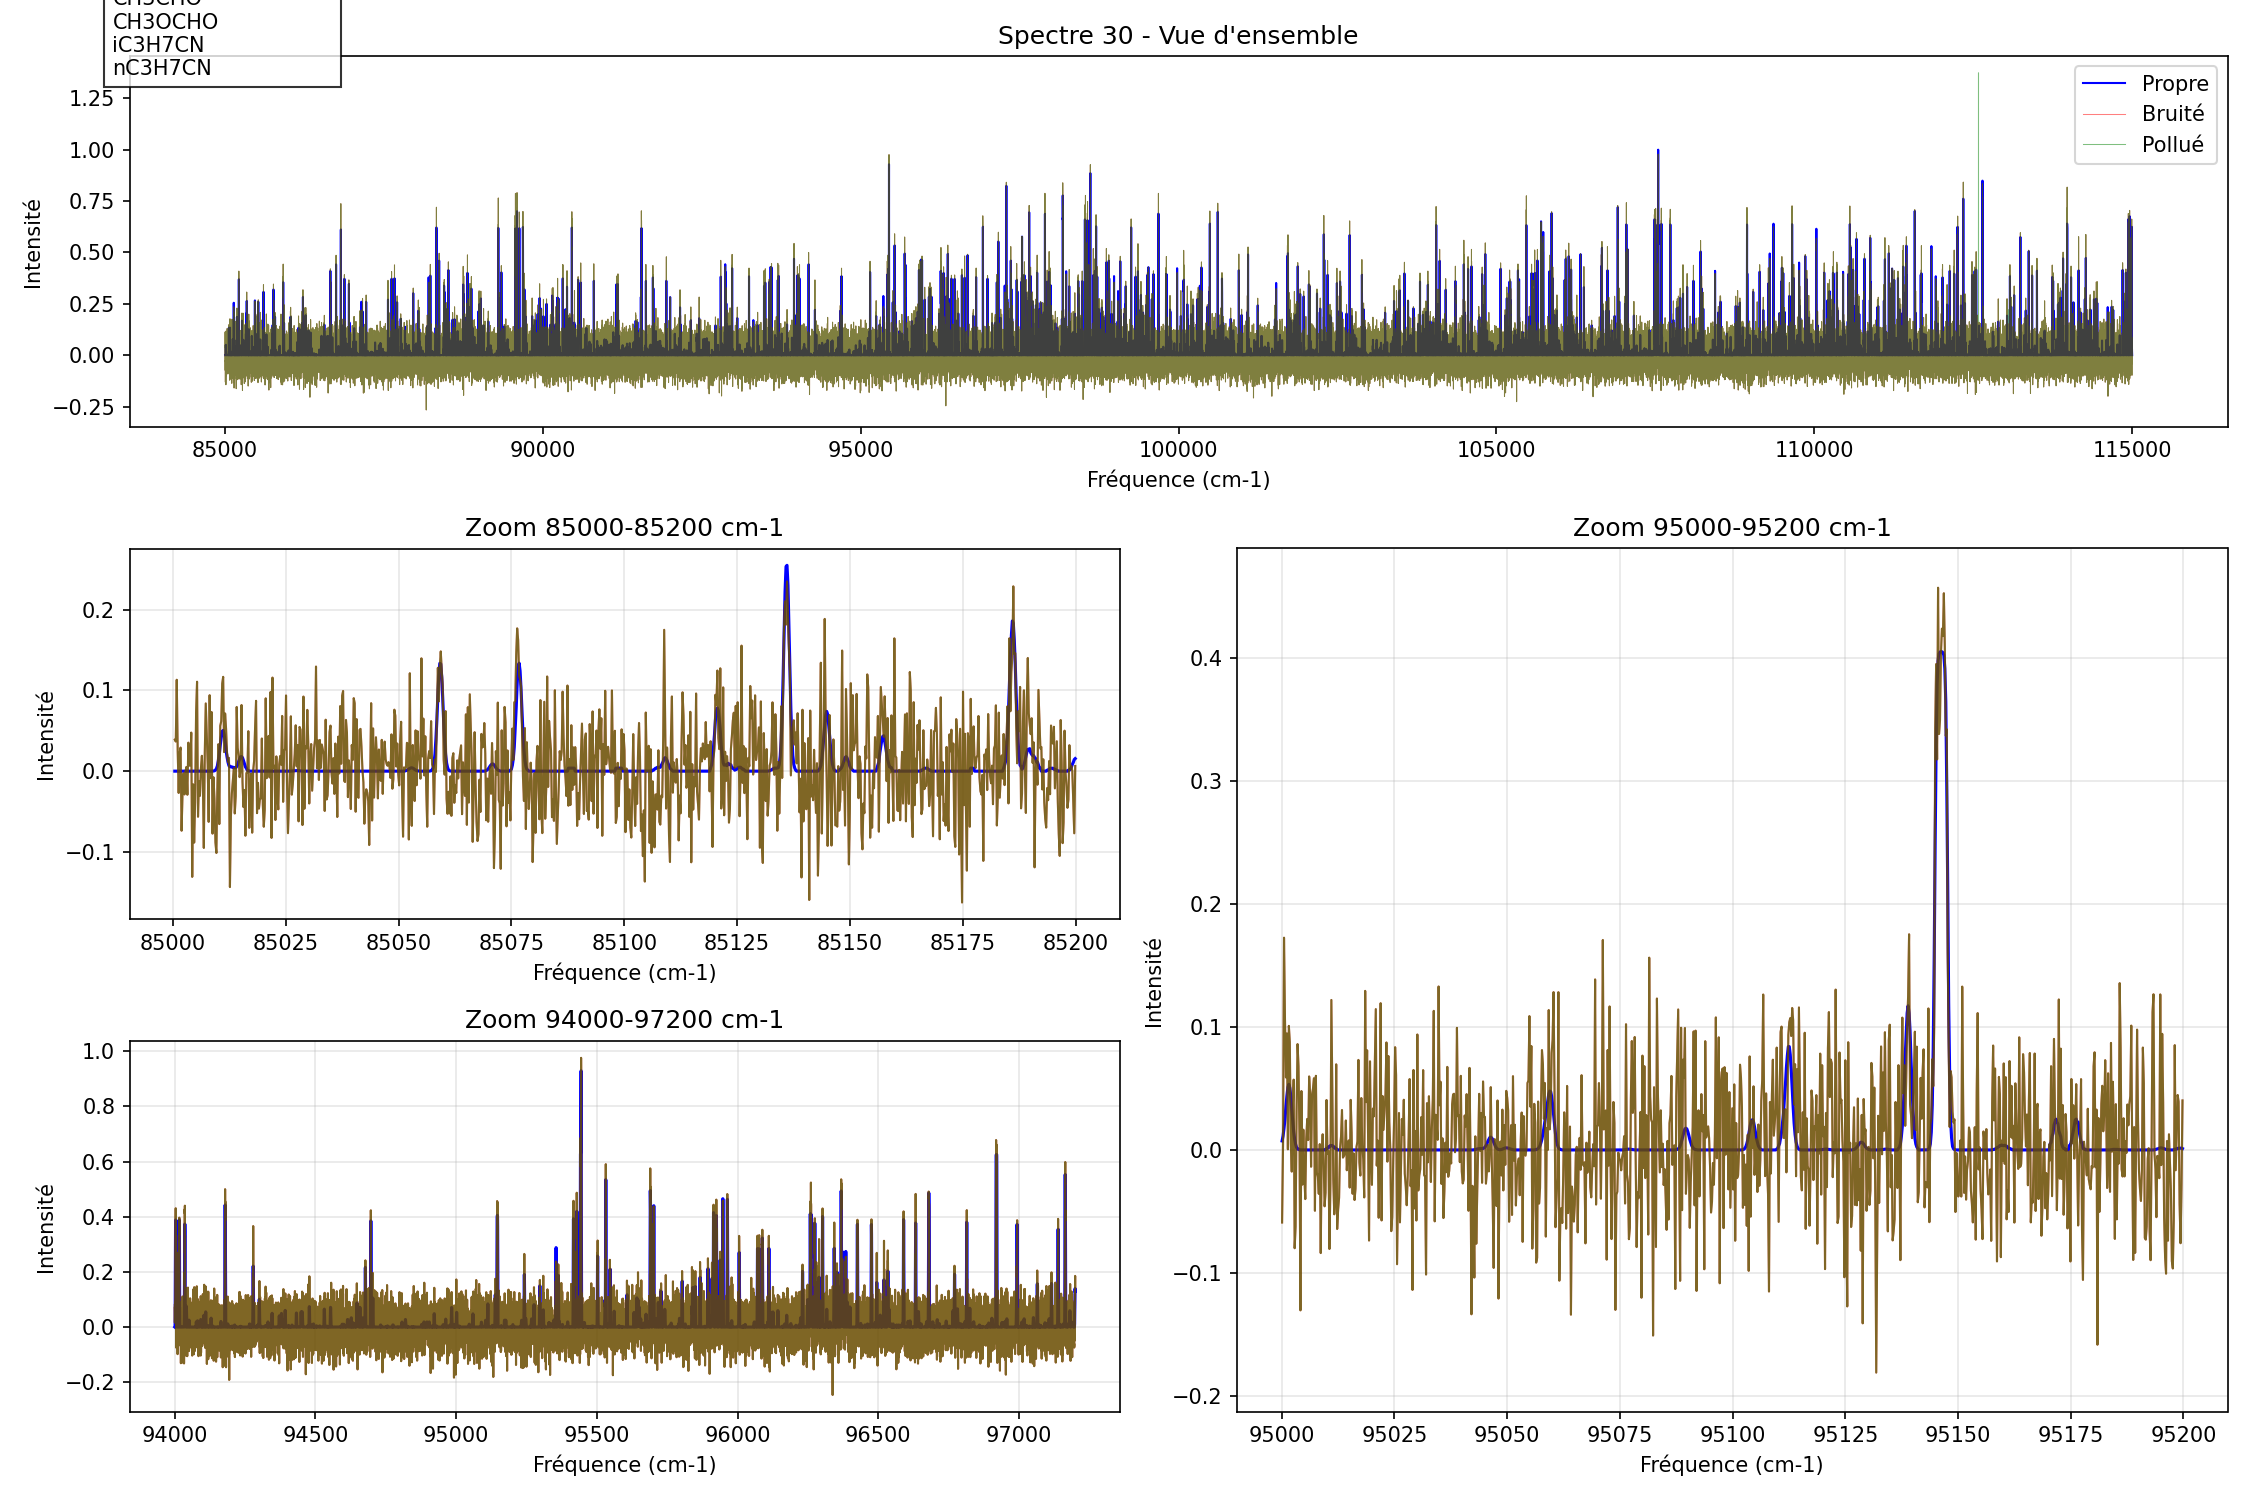 CH3CHO
CH3OCHO
iC3H7CN
nC3H7CN
Spectre 30 - Vue d'ensemble
Propre
Bruité
Pollué
Intensité
1.25
1.00
0.75
0.50
0.25
0.00
−0.25
85000 90000 95000 100000 105000 110000 115000
Fréquence (cm-1)
Zoom 85000-85200 cm-1
Intensité
0.2
0.1
0.0
−0.1
85000 85025 85050 85075 85100 85125 85150 85175 85200
Fréquence (cm-1)
Zoom 95000-95200 cm-1
Intensité
0.4
0.3
0.2
0.1
0.0
−0.1
−0.2
95000 95025 95050 95075 95100 95125 95150 95175 95200
Fréquence (cm-1)
Zoom 94000-97200 cm-1
Intensité
1.0
0.8
0.6
0.4
0.2
0.0
−0.2
94000 94500 95000 95500 96000 96500 97000
Fréquence (cm-1)